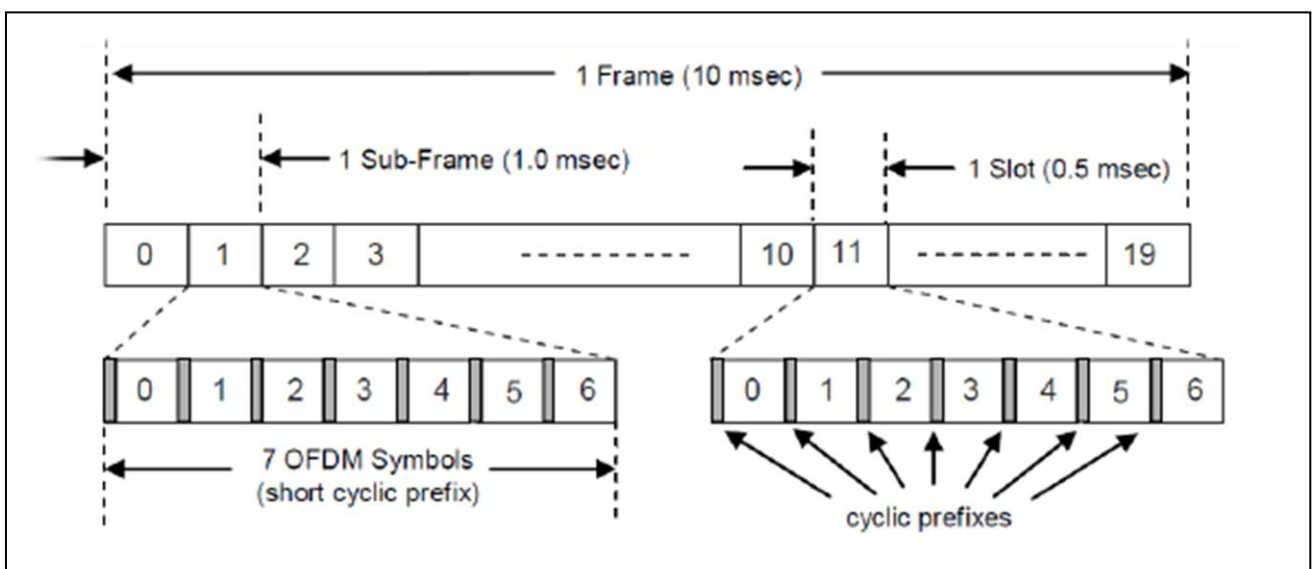 1 Frame (10 msec)
1 Sub-Frame (1.0 msec)
1 Slot (0.5 msec)
0 1 2 3 ---------- 10 11 ---------- 19
0 1 2 3 4 5 6
0 1 2 3 4 5 6
7 OFDM Symbols
(short cyclic prefix)
cyclic prefixes